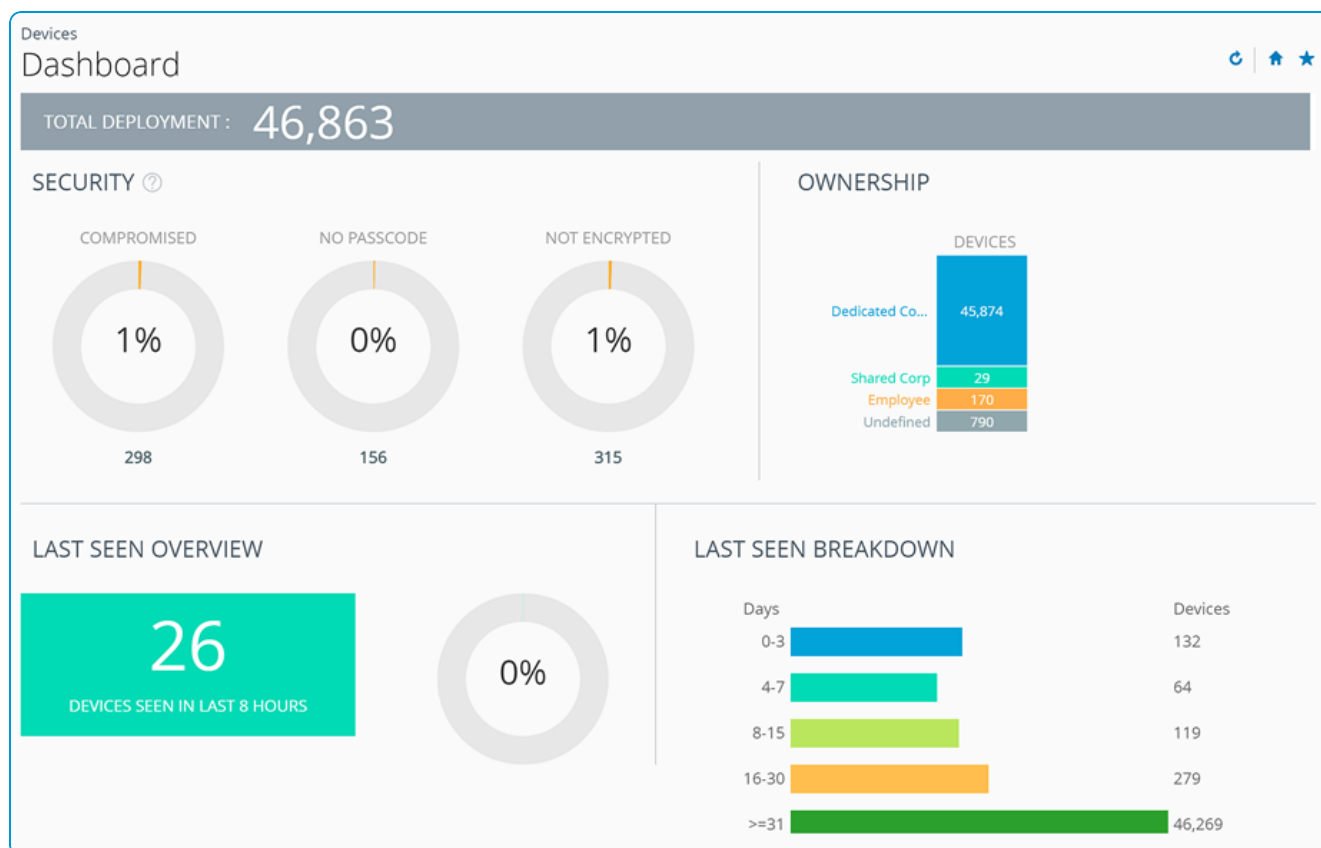 Devices
Dashboard
TOTAL DEPLOYMENT : 46,863
SECURITY ?
COMPROMISED NO PASSCODE NOT ENCRYPTED
1% 0% 1%
298 156 315
OWNERSHIP
DEVICES
Dedicated Co... 45,874
Shared Corp 29
Employee 170
Undefined 790
LAST SEEN OVERVIEW
26
DEVICES SEEN IN LAST 8 HOURS
0%
LAST SEEN BREAKDOWN
Days Devices
0-3 132
4-7 64
8-15 119
16-30 279
>=31 46,269